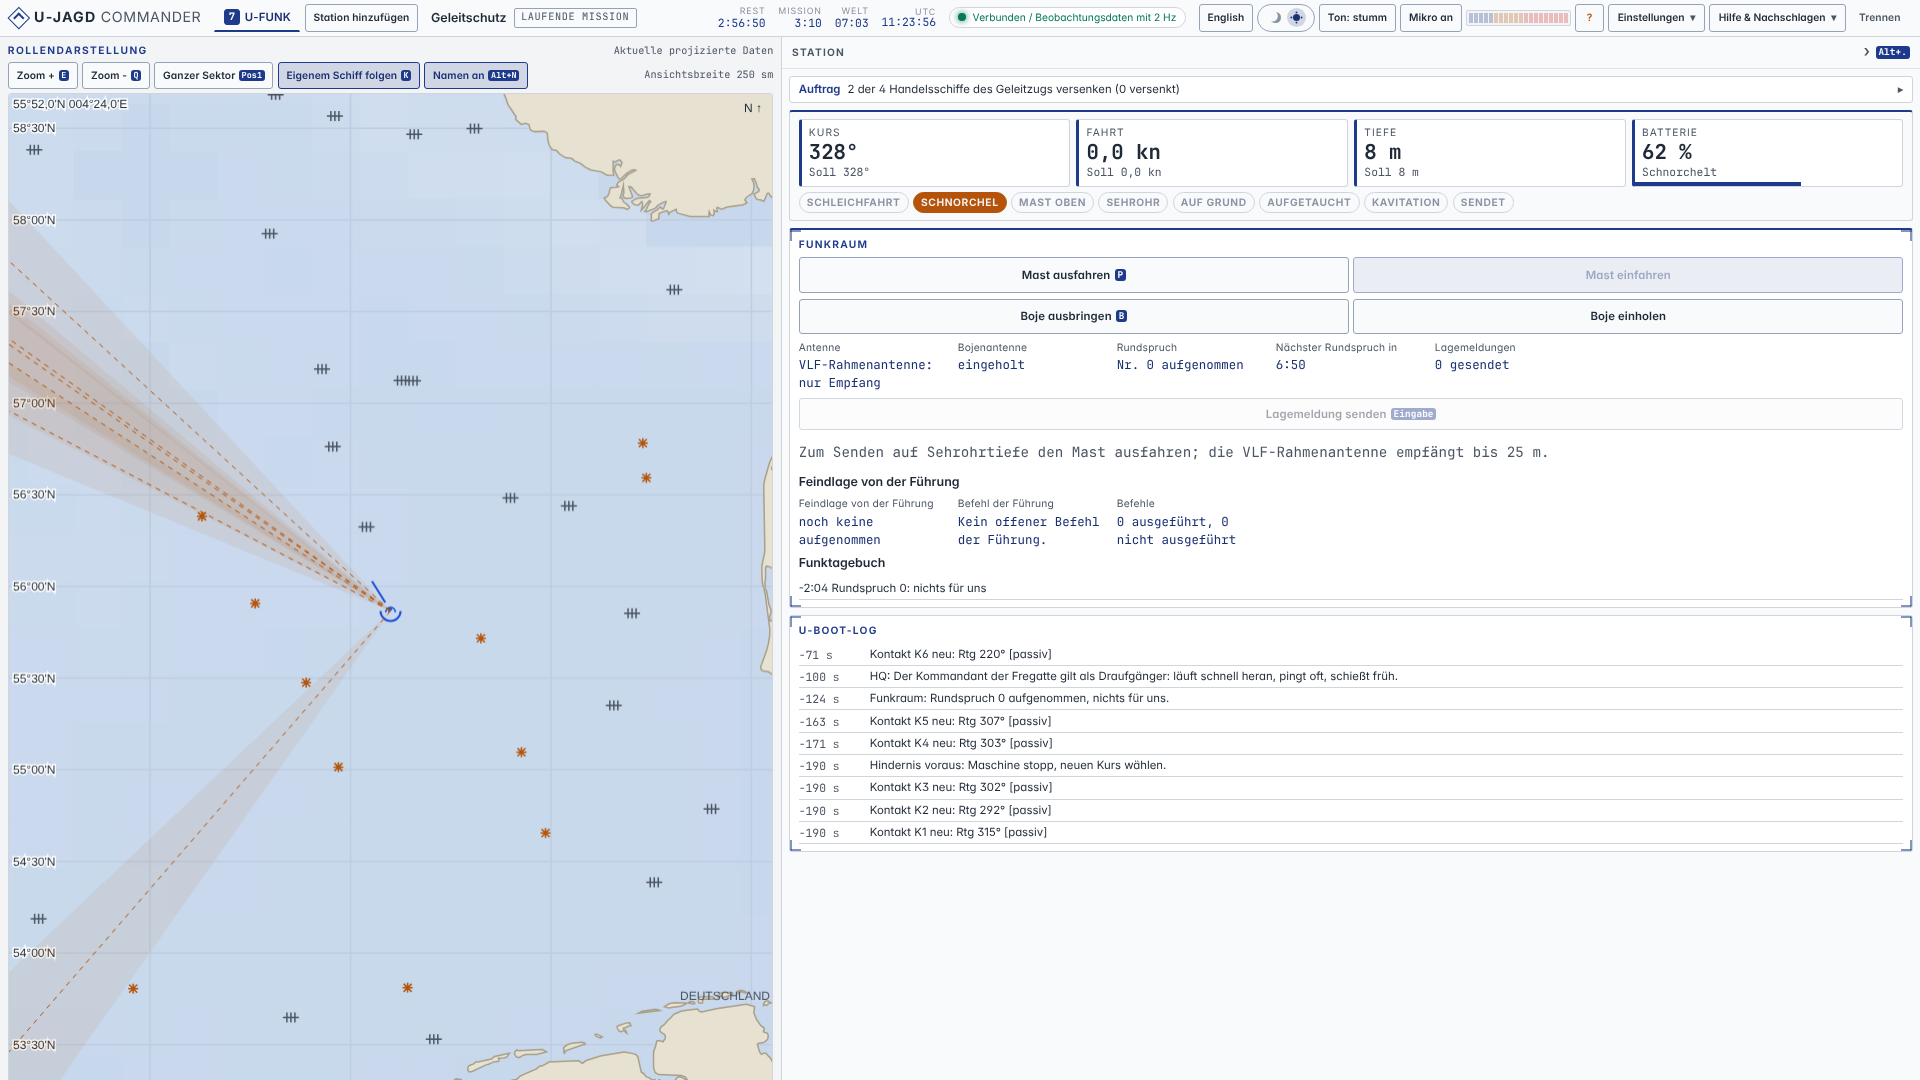 U-JAGD COMMANDER
7 U-FUNK
Station hinzufügen
Geleitschutz
LAUFENDE MISSION
REST
2:56:50
MISSION
3:10
WELT
07:03
UTC
11:23:56
Verbunden / Beobachtungsdaten mit 2 Hz
English
Ton: stumm
Mikro an
?
Einstellungen ▾
Hilfe & Nachschlagen ▾
Trennen
ROLLENDARSTELLUNG
Aktuelle projizierte Daten
Zoom + E
Zoom - Q
Ganzer Sektor Pos1
Eigenem Schiff folgen K
Namen an Alt+N
Ansichtsbreite 250 sm
55°52,0'N 004°24,0'E
N ↑
58°30'N
58°00'N
57°30'N
57°00'N
56°30'N
56°00'N
55°30'N
55°00'N
54°30'N
54°00'N
53°30'N
DEUTSCHLAND
STATION
› Alt+.
Auftrag 2 der 4 Handelsschiffe des Geleitzugs versenken (0 versenkt) ▸
KURS
328°
Soll 328°
FAHRT
0,0 kn
Soll 0,0 kn
TIEFE
8 m
Soll 8 m
BATTERIE
62 %
Schnorchelt
SCHLEICHFAHRT
SCHNORCHEL
MAST OBEN
SEHROHR
AUF GRUND
AUFGETAUCHT
KAVITATION
SENDET
FUNKRAUM
Mast ausfahren P
Mast einfahren
Boje ausbringen B
Boje einholen
Antenne
VLF-Rahmenantenne:
nur Empfang
Bojenantenne
eingeholt
Rundspruch
Nr. 0 aufgenommen
Nächster Rundspruch in
6:50
Lagemeldungen
0 gesendet
Lagemeldung senden Eingabe
Zum Senden auf Sehrohrtiefe den Mast ausfahren; die VLF-Rahmenantenne empfängt bis 25 m.
Feindlage von der Führung
Feindlage von der Führung
noch keine
aufgenommen
Befehl der Führung
Kein offener Befehl
der Führung.
Befehle
0 ausgeführt, 0
nicht ausgeführt
Funktagebuch
-2:04 Rundspruch 0: nichts für uns
U-BOOT-LOG
-71 s Kontakt K6 neu: Rtg 220° [passiv]
-100 s HQ: Der Kommandant der Fregatte gilt als Draufgänger: läuft schnell heran, pingt oft, schießt früh.
-124 s Funkraum: Rundspruch 0 aufgenommen, nichts für uns.
-163 s Kontakt K5 neu: Rtg 307° [passiv]
-171 s Kontakt K4 neu: Rtg 303° [passiv]
-190 s Hindernis voraus: Maschine stopp, neuen Kurs wählen.
-190 s Kontakt K3 neu: Rtg 302° [passiv]
-190 s Kontakt K2 neu: Rtg 292° [passiv]
-190 s Kontakt K1 neu: Rtg 315° [passiv]